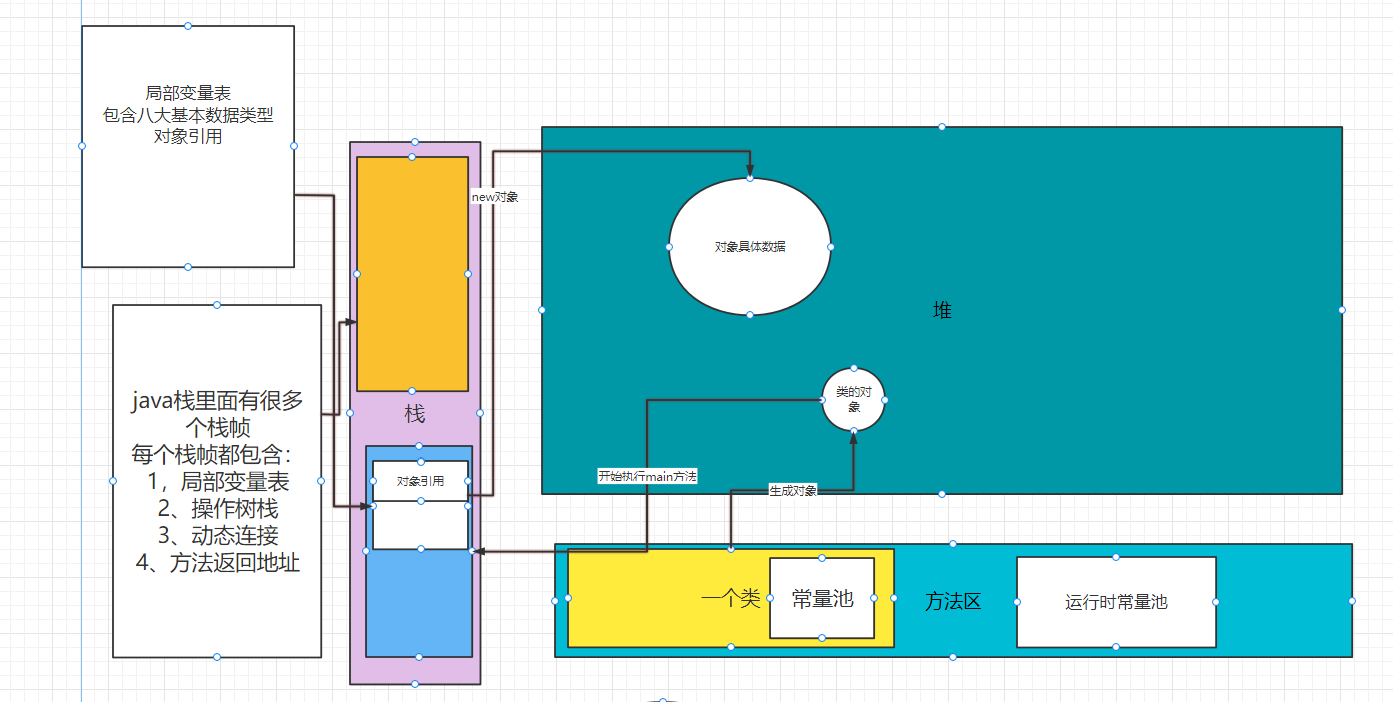 局部变量表
包含八大基本数据类型
对象引用
java栈里面有很多
个栈帧
每个栈帧都包含：
1，局部变量表
2、操作树栈
3、动态连接
4、方法返回地址
栈
对象引用
new对象
对象具体数据
堆
类的对
象
开始执行main方法
生成对象
一个类
常量池
方法区
运行时常量池